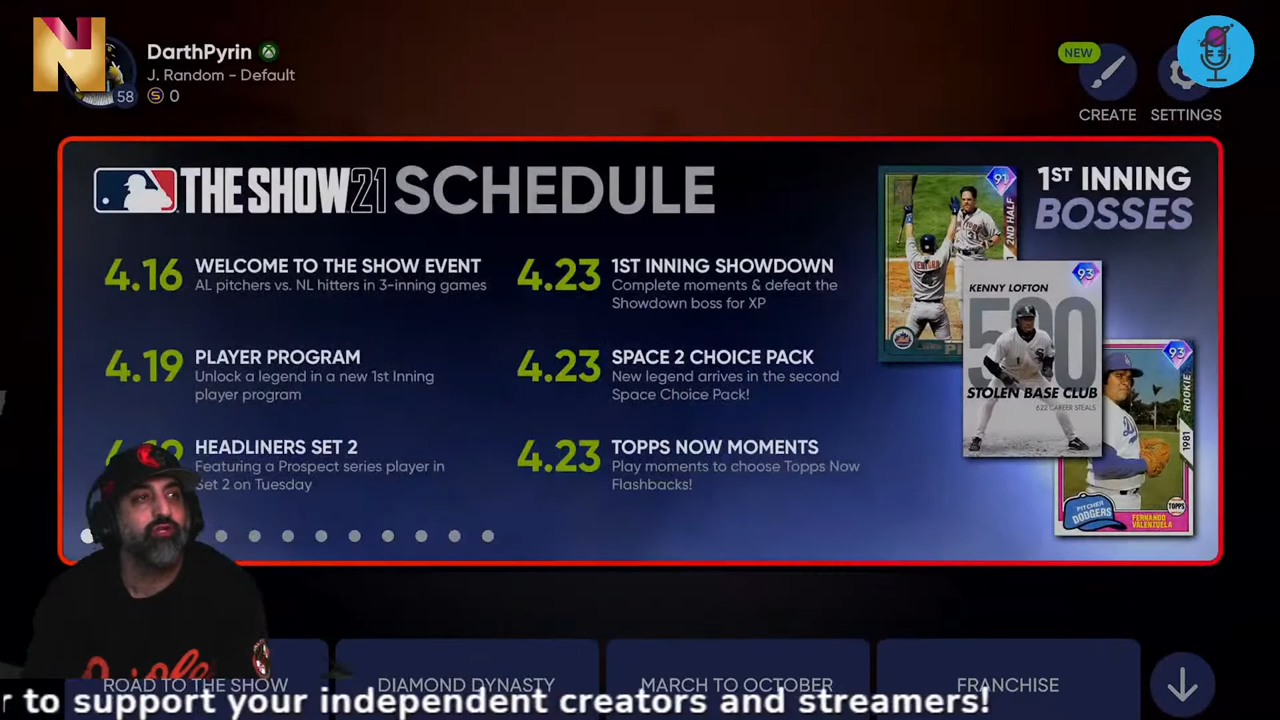 N
DarthPyrin
J. Random - Default
58
S 0
NEW
CREATE
SETTINGS
THE SHOW 21 SCHEDULE
4.16 WELCOME TO THE SHOW EVENT
AL pitchers vs. NL hitters in 3-inning games
4.19 PLAYER PROGRAM
Unlock a legend in a new 1st Inning
player program
HEADLINERS SET 2
Featuring a Prospect series player in
Set 2 on Tuesday
4.23 1ST INNING SHOWDOWN
Complete moments & defeat the
Showdown boss for XP
4.23 SPACE 2 CHOICE PACK
New legend arrives in the second
Space Choice Pack!
4.23 TOPPS NOW MOMENTS
Play moments to choose Topps Now
Flashbacks!
1ST INNING
BOSSES
91
2ND HALF
31
93
KENNY LOFTON
500
STOLEN BASE CLUB
622 CAREER STEALS
93
ROOKIE
1981
PITCHER
DODGERS
TOPPS
FERNANDO
VALENZUELA
ROAD TO THE SHOW
DIAMOND DYNASTY
MARCH TO OCTOBER
FRANCHISE
r to support your independent creators and streamers!